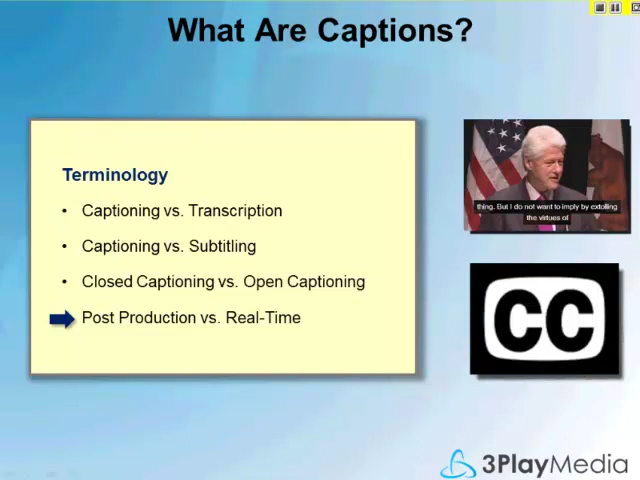 What Are Captions?
Terminology
• Captioning vs. Transcription
• Captioning vs. Subtitling
• Closed Captioning vs. Open Captioning
Post Production vs. Real-Time
thing. But I do not want to imply by extolling
the virtues of
CC
3PlayMedia